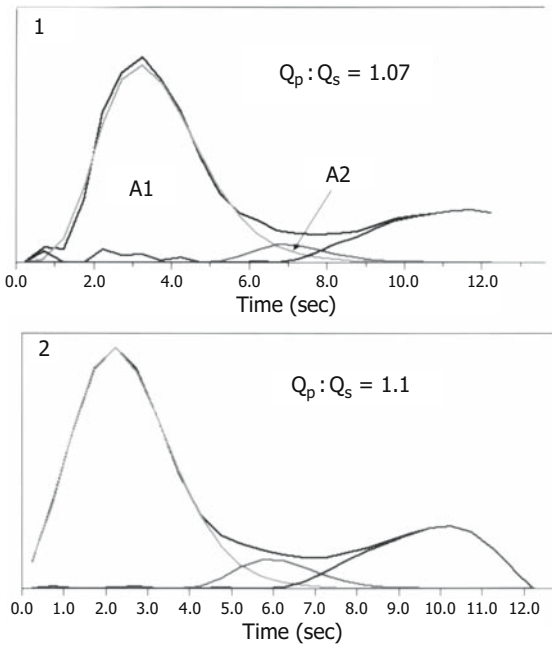 1
Qp : Qs = 1.07
A1
A2
0.0 2.0 4.0 6.0 8.0 10.0 12.0
Time (sec)
2
Qp : Qs = 1.1
0.0 1.0 2.0 3.0 4.0 5.0 6.0 7.0 8.0 9.0 10.0 12.0
Time (sec)